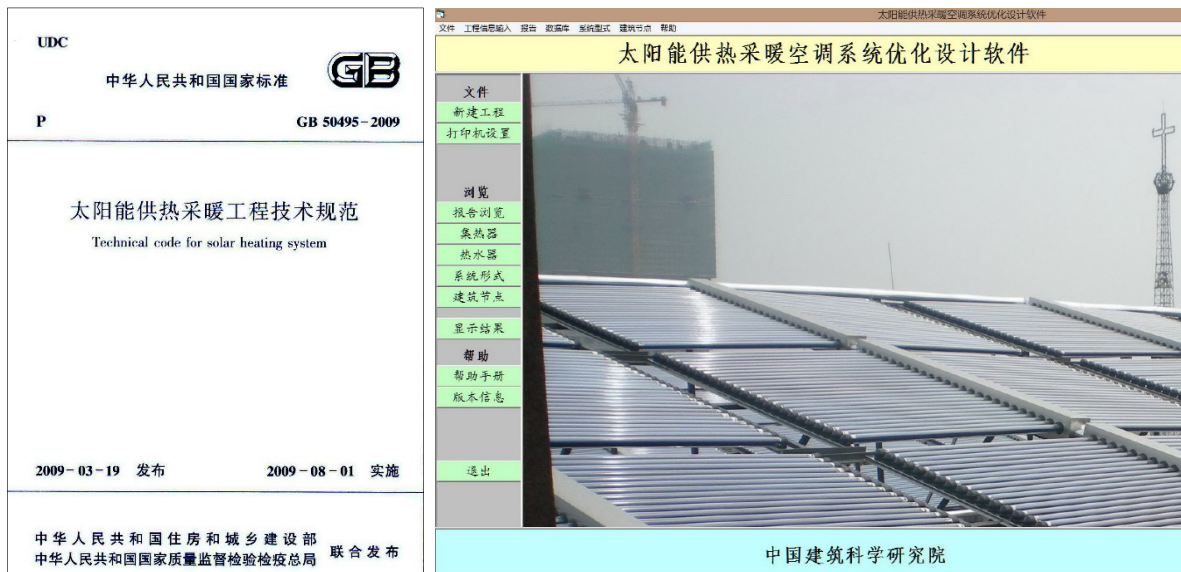 UDC
中华人民共和国国家标准
GB
P
GB 50495-2009
太阳能供热采暖工程技术规范
Technical code for solar heating system
2009-03-19 发布
2009-08-01 实施
中华人民共和国住房和城乡建设部
中华人民共和国国家质量监督检验检疫总局
联合发布
太阳能供热采暖空调系统优化设计软件
文件 工程信息输入 报告 数据库 系统型式 建筑节点 帮助
太阳能供热采暖空调系统优化设计软件
文件
新建工程
打印机设置
浏览
报告浏览
集热器
热水器
系统形式
建筑节点
显示结果
帮助
帮助手册
版本信息
退出
中国建筑科学研究院